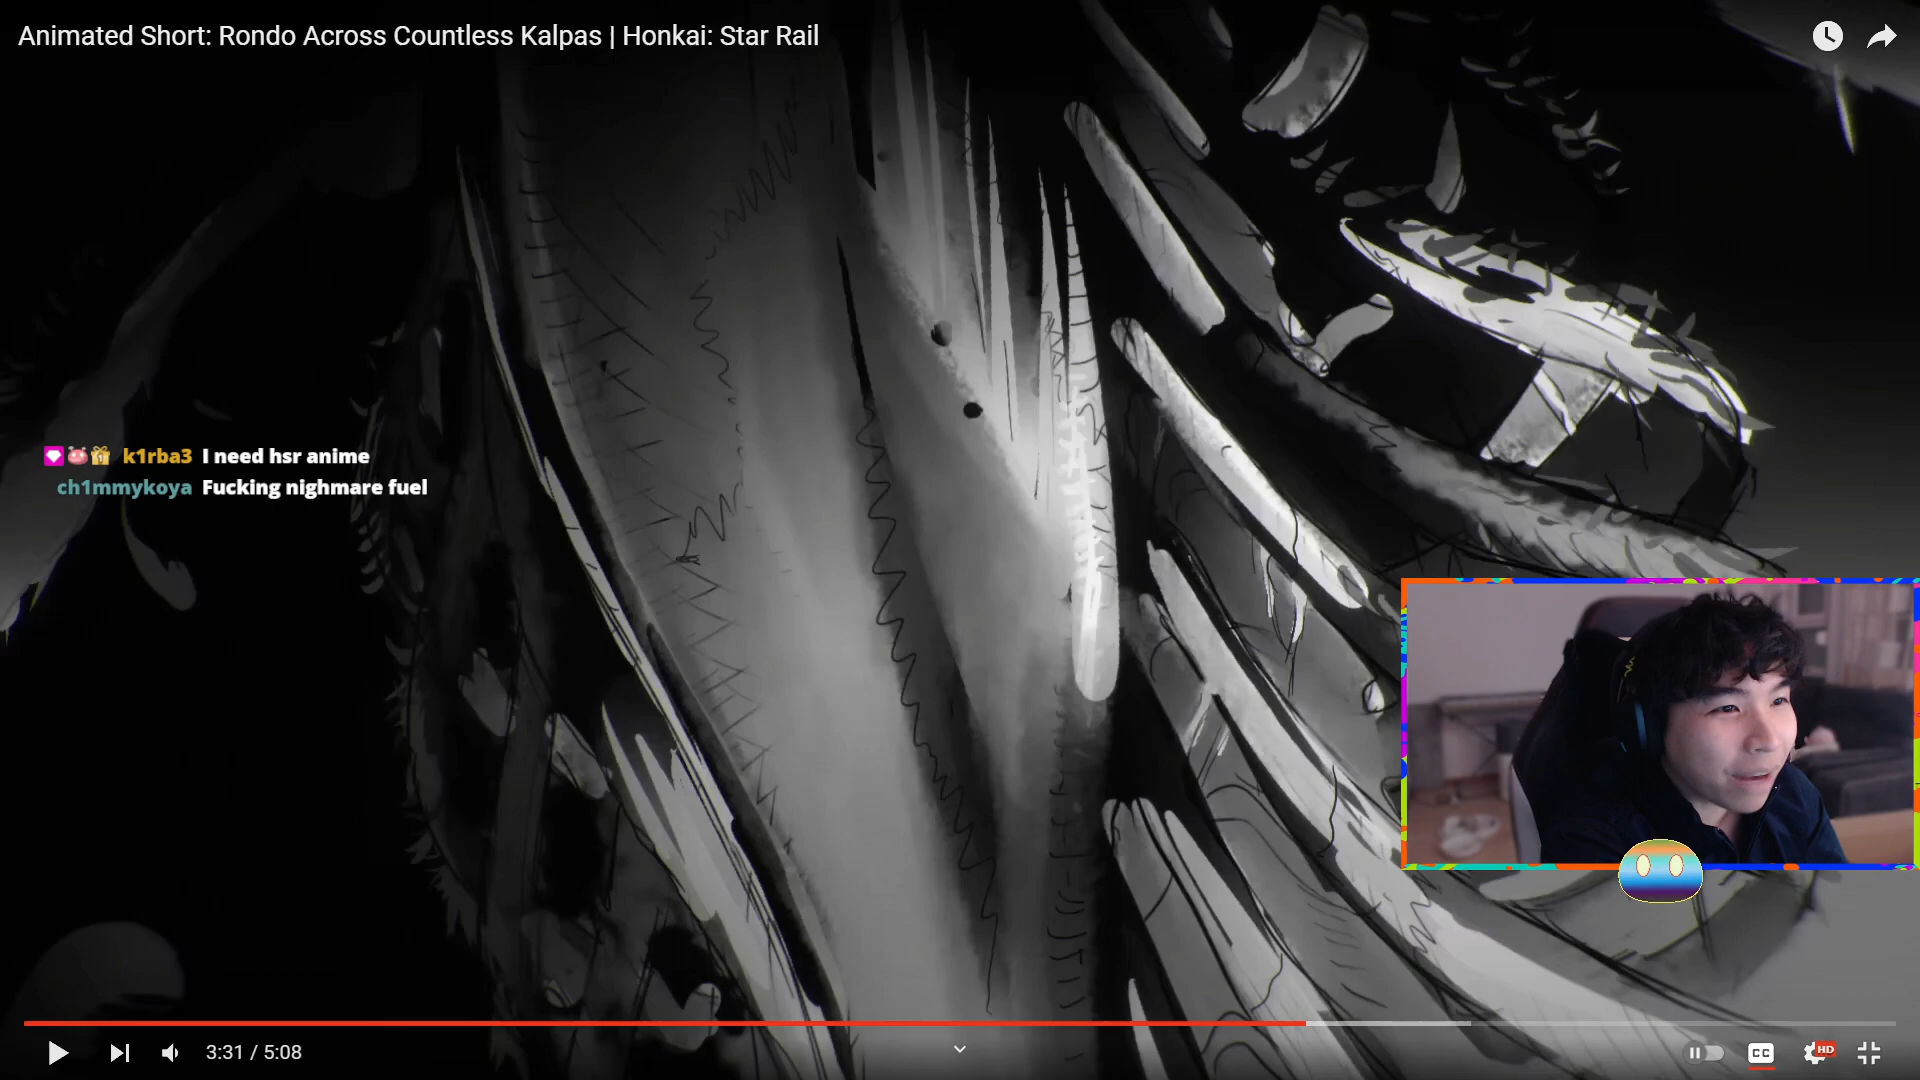 Animated Short: Rondo Across Countless Kalpas | Honkai: Star Rail
k1rba3 I need hsr anime
ch1mmykoya Fucking nighmare fuel
3:31 / 5:08
CC
HD